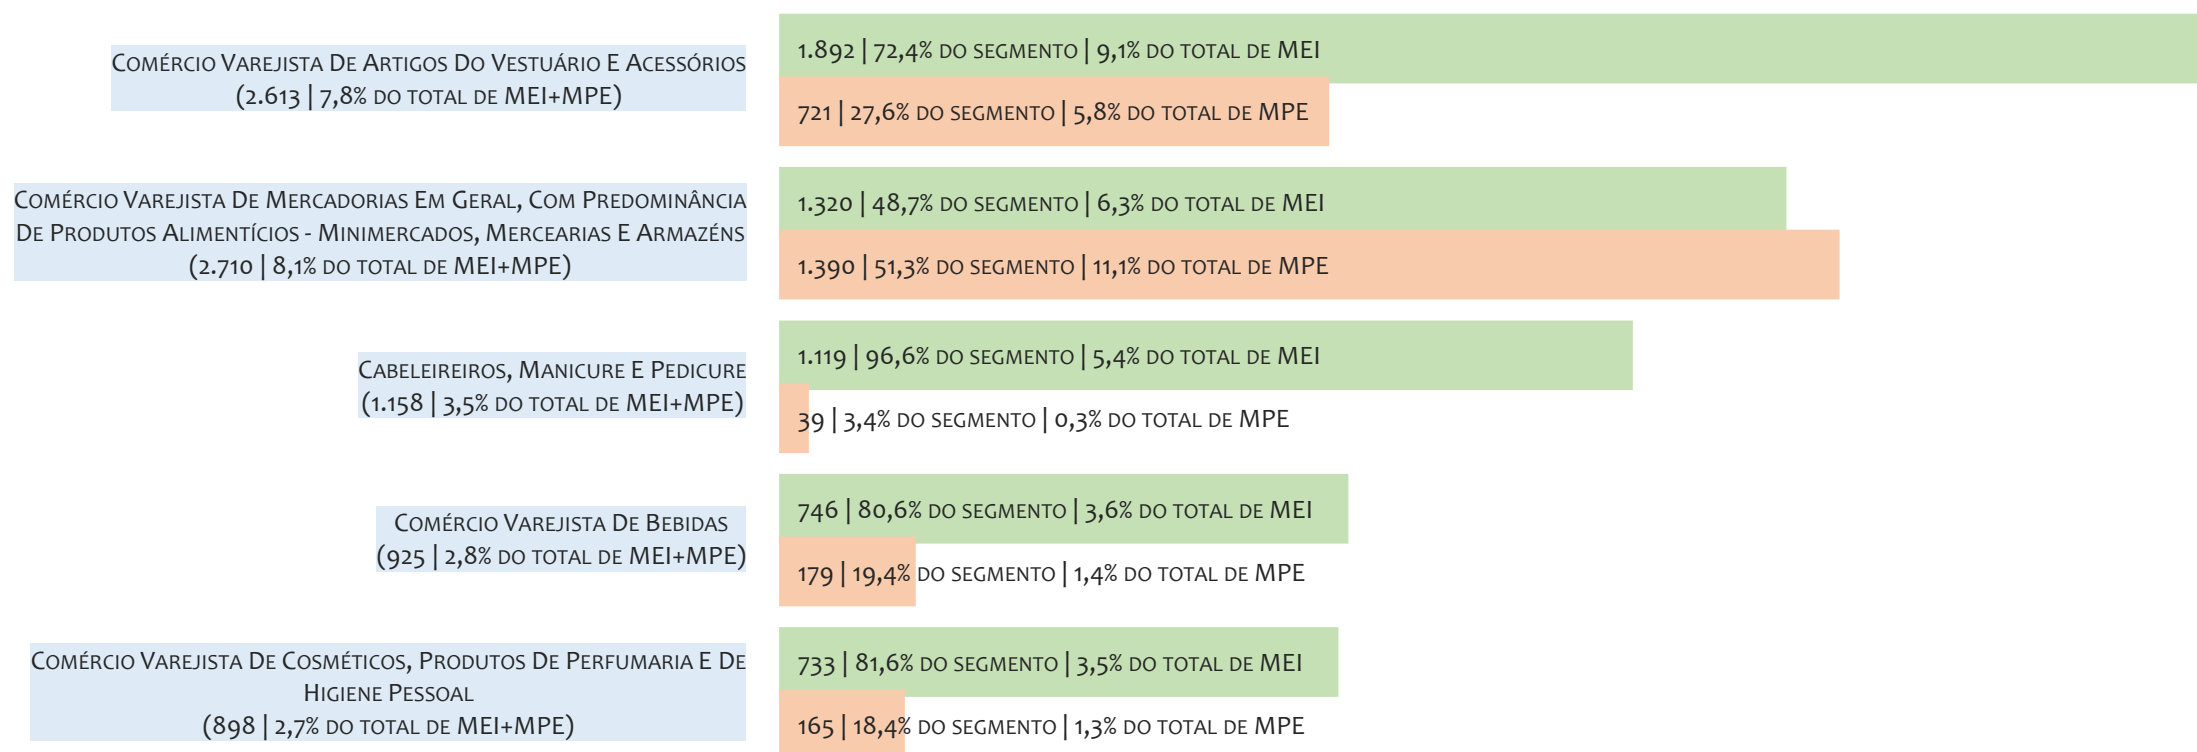 Comércio Varejista De Artigos Do Vestuário E Acessórios
(2.613 | 7,8% do total de MEI+MPE)
1.892 | 72,4% do segmento | 9,1% do total de MEI
721 | 27,6% do segmento | 5,8% do total de MPE
Comércio Varejista De Mercadorias Em Geral, Com Predominância
De Produtos Alimentícios - Minimercados, Mercearias E Armazéns
(2.710 | 8,1% do total de MEI+MPE)
1.320 | 48,7% do segmento | 6,3% do total de MEI
1.390 | 51,3% do segmento | 11,1% do total de MPE
Cabeleireiros, Manicure E Pedicure
(1.158 | 3,5% do total de MEI+MPE)
1.119 | 96,6% do segmento | 5,4% do total de MEI
39 | 3,4% do segmento | 0,3% do total de MPE
Comércio Varejista De Bebidas
(925 | 2,8% do total de MEI+MPE)
746 | 80,6% do segmento | 3,6% do total de MEI
179 | 19,4% do segmento | 1,4% do total de MPE
Comércio Varejista De Cosméticos, Produtos De Perfumaria E De
Higiene Pessoal
(898 | 2,7% do total de MEI+MPE)
733 | 81,6% do segmento | 3,5% do total de MEI
165 | 18,4% do segmento | 1,3% do total de MPE